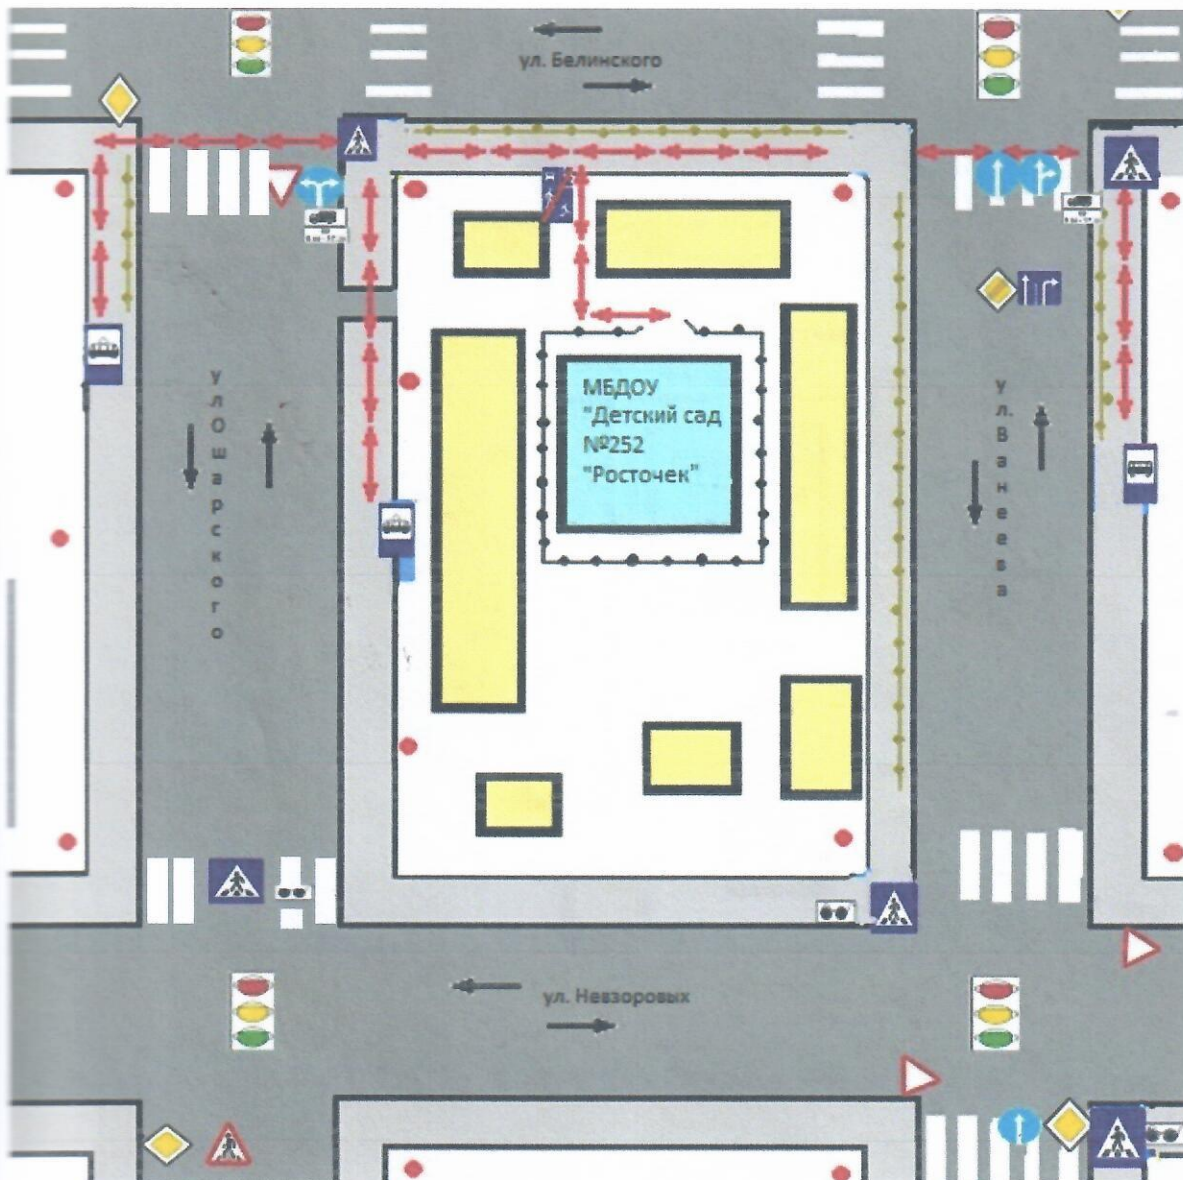 ул. Белинского
МБДОУ
"Детский сад
№252
"Росточек"
ул Ошарского
ул. Ванеева
ул. Невзоровых